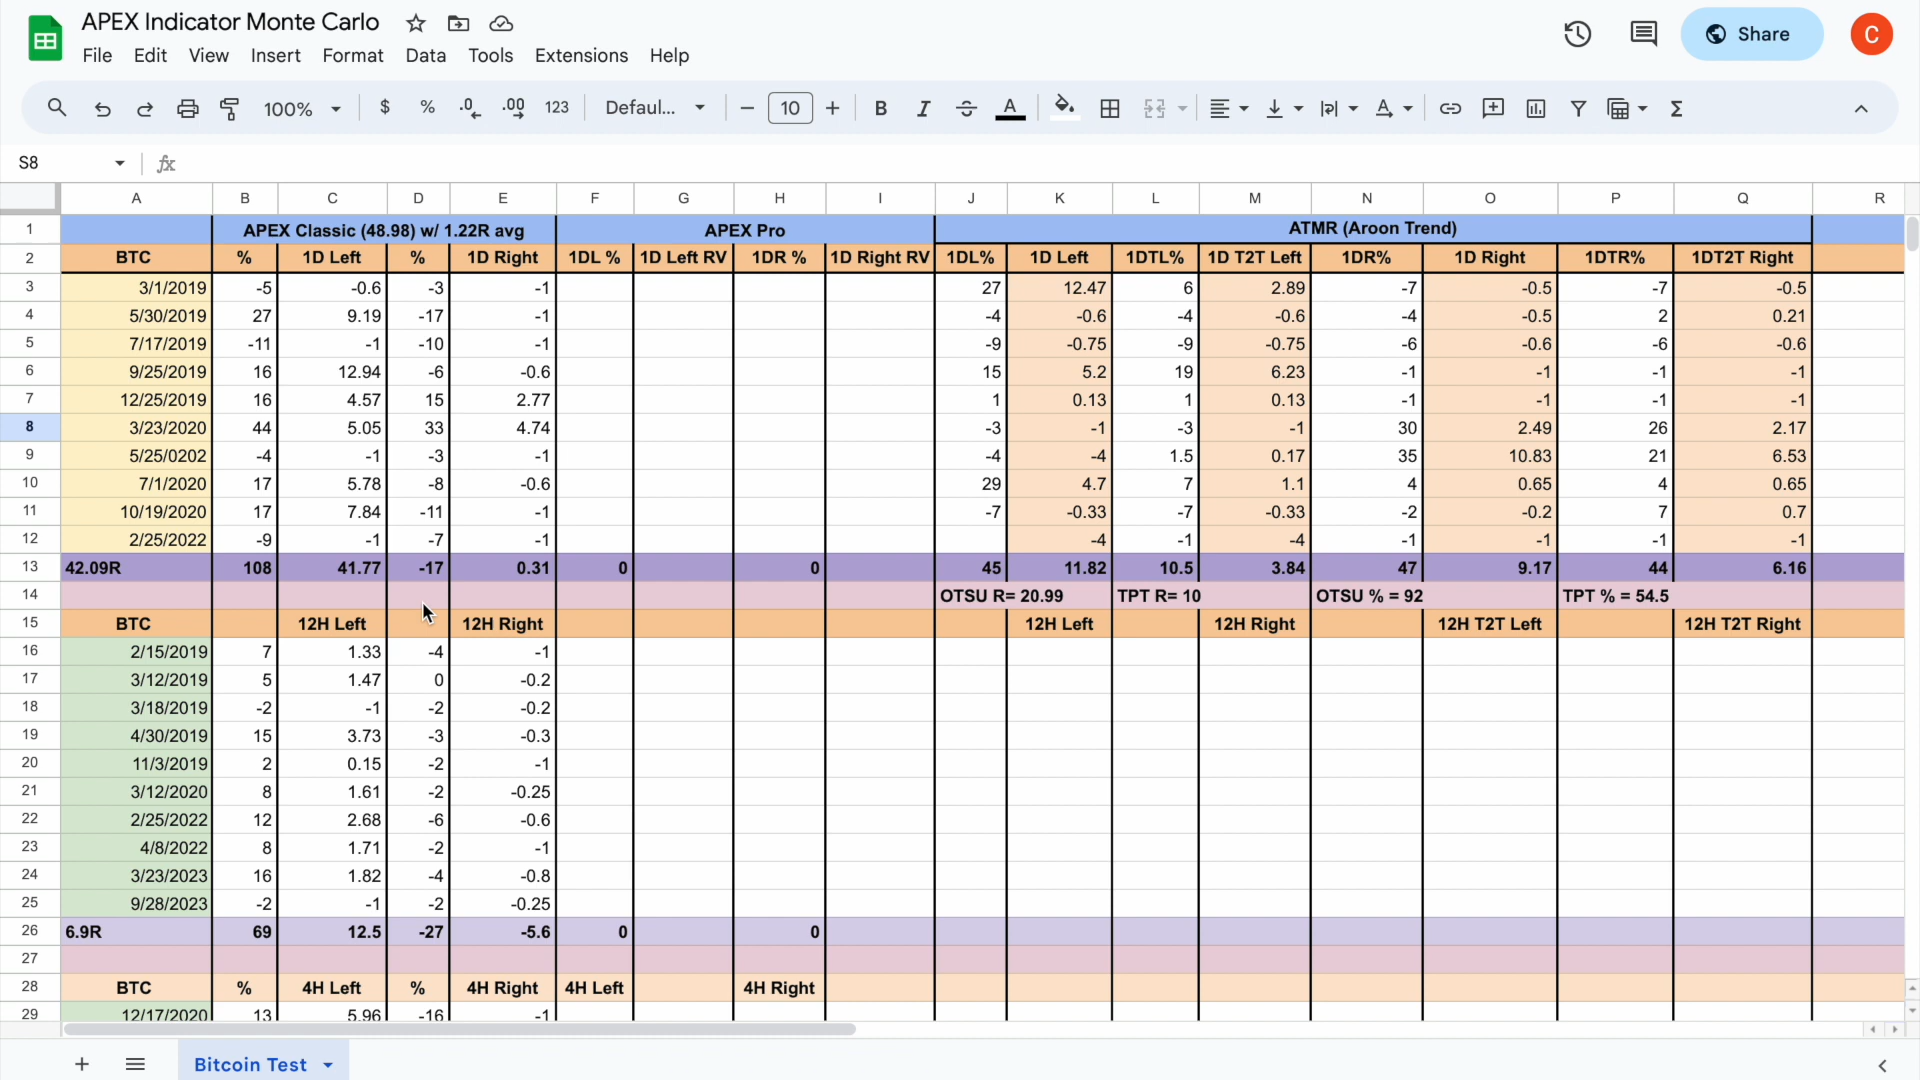 APEX Indicator Monte Carlo
File Edit View Insert Format Data Tools Extensions Help
Share
C
100% $ % .0 .00 123 Defaul... 10 B I A
S8 fx
A B C D E F G H I J K L M N O P Q R
1 APEX Classic (48.98) w/ 1.22R avg APEX Pro ATMR (Aroon Trend)
2 BTC % 1D Left % 1D Right 1DL % 1D Left RV 1DR % 1D Right RV 1DL% 1D Left 1DTL% 1D T2T Left 1DR% 1D Right 1DTR% 1DT2T Right
3 3/1/2019 -5 -0.6 -3 -1 27 12.47 6 2.89 -7 -0.5 -7 -0.5
4 5/30/2019 27 9.19 -17 -1 -4 -0.6 -4 -0.6 -4 -0.5 2 0.21
5 7/17/2019 -11 -1 -10 -1 -9 -0.75 -9 -0.75 -6 -0.6 -6 -0.6
6 9/25/2019 16 12.94 -6 -0.6 15 5.2 19 6.23 -1 -1 -1 -1
7 12/25/2019 16 4.57 15 2.77 1 0.13 1 0.13 -1 -1 -1 -1
8 3/23/2020 44 5.05 33 4.74 -3 -1 -3 -1 30 2.49 26 2.17
9 5/25/0202 -4 -1 -3 -1 -4 -4 1.5 0.17 35 10.83 21 6.53
10 7/1/2020 17 5.78 -8 -0.6 29 4.7 7 1.1 4 0.65 4 0.65
11 10/19/2020 17 7.84 -11 -1 -7 -0.33 -7 -0.33 -2 -0.2 7 0.7
12 2/25/2022 -9 -1 -7 -1 -4 -1 -4 -1 -1 -1 -1
13 42.09R 108 41.77 -17 0.31 0 0 45 11.82 10.5 3.84 47 9.17 44 6.16
14 OTSU R= 20.99 TPT R= 10 OTSU % = 92 TPT % = 54.5
15 BTC 12H Left 12H Right 12H Left 12H Right 12H T2T Left 12H T2T Right
16 2/15/2019 7 1.33 -4 -1
17 3/12/2019 5 1.47 0 -0.2
18 3/18/2019 -2 -1 -2 -0.2
19 4/30/2019 15 3.73 -3 -0.3
20 11/3/2019 2 0.15 -2 -1
21 3/12/2020 8 1.61 -2 -0.25
22 2/25/2022 12 2.68 -6 -0.6
23 4/8/2022 8 1.71 -2 -1
24 3/23/2023 16 1.82 -4 -0.8
25 9/28/2023 -2 -1 -2 -0.25
26 6.9R 69 12.5 -27 -5.6 0 0
27
28 BTC % 4H Left % 4H Right 4H Left 4H Right
29 12/17/2020 13 5.96 -16 -1
Bitcoin Test